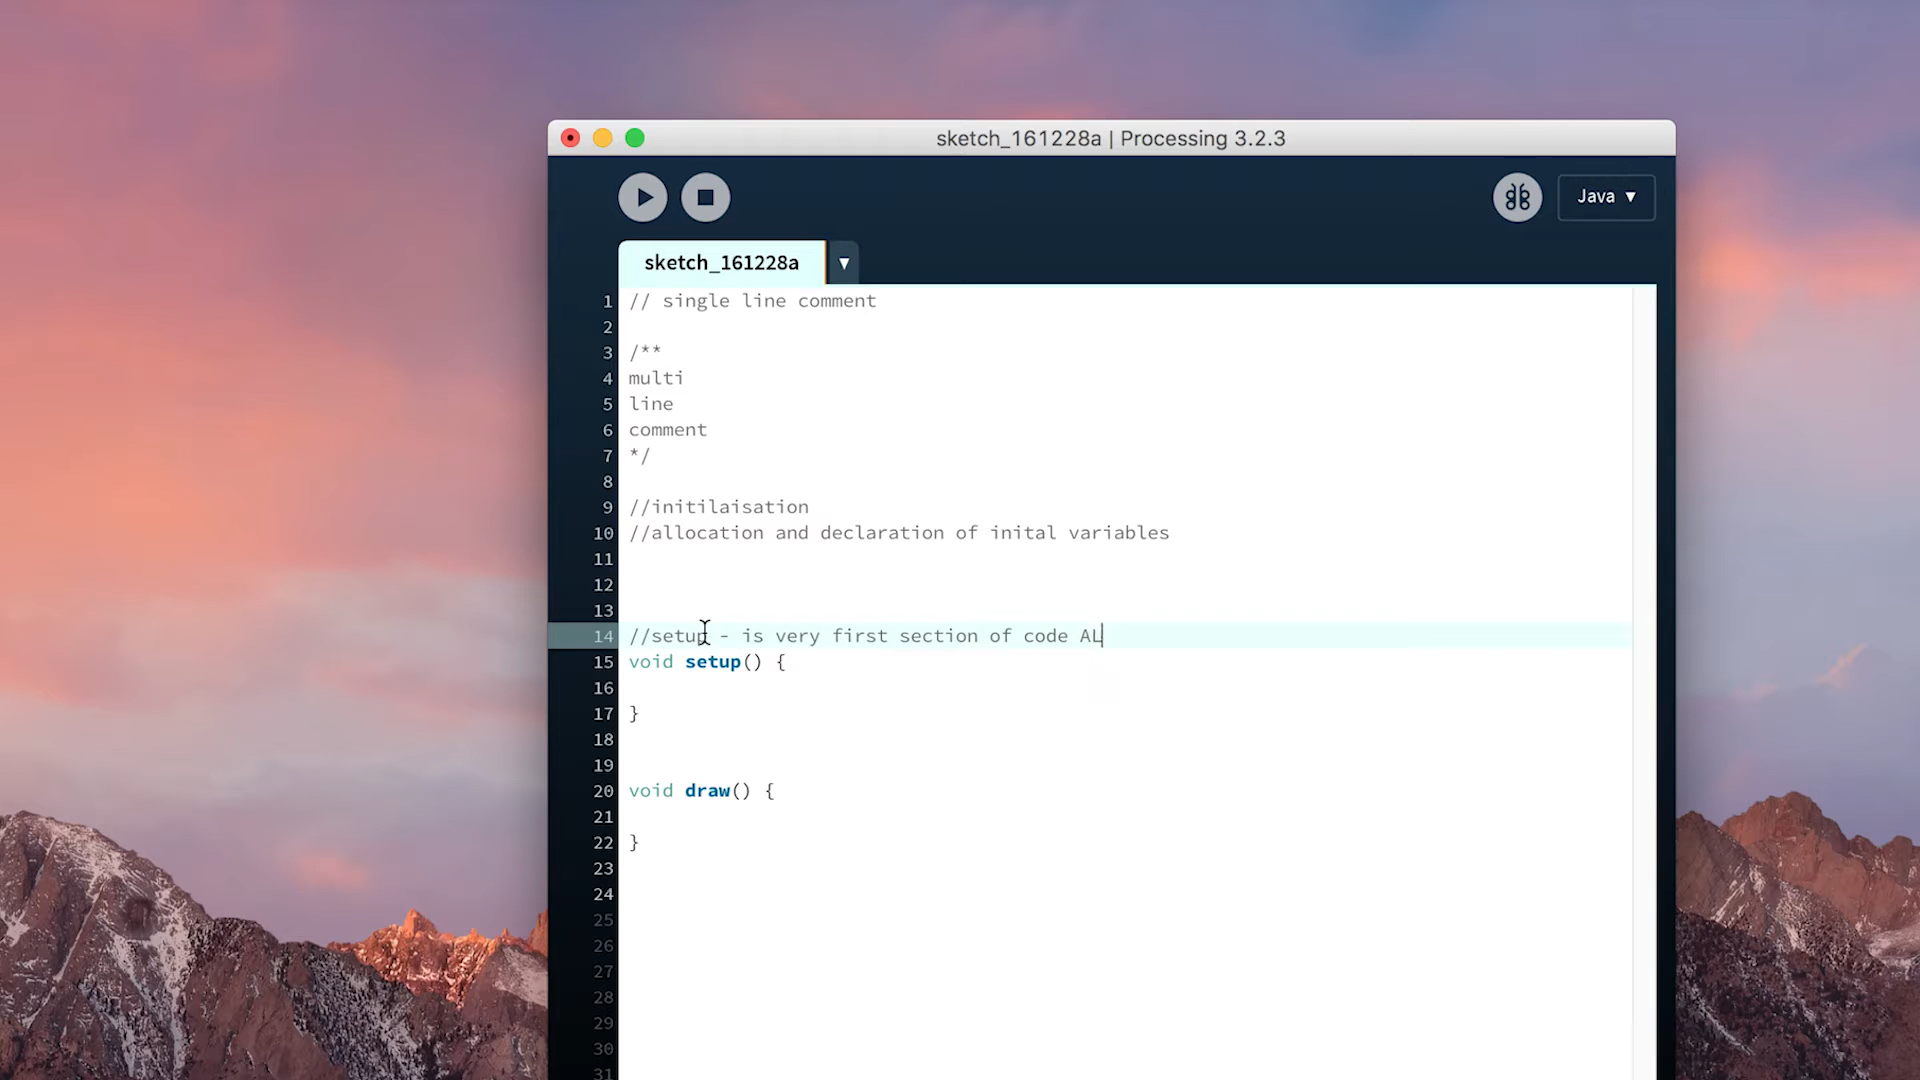 sketch_161228a | Processing 3.2.3
Java ▼
sketch_161228a ▼
1 // single line comment
2
3 /**
4 multi
5 line
6 comment
7 */
8
9 //initilaisation
10 //allocation and declaration of inital variables
11
12
13
14 //setup - is very first section of code AL
15 void setup() {
16
17 }
18
19
20 void draw() {
21
22 }
23
24
25
26
27
28
29
30
31